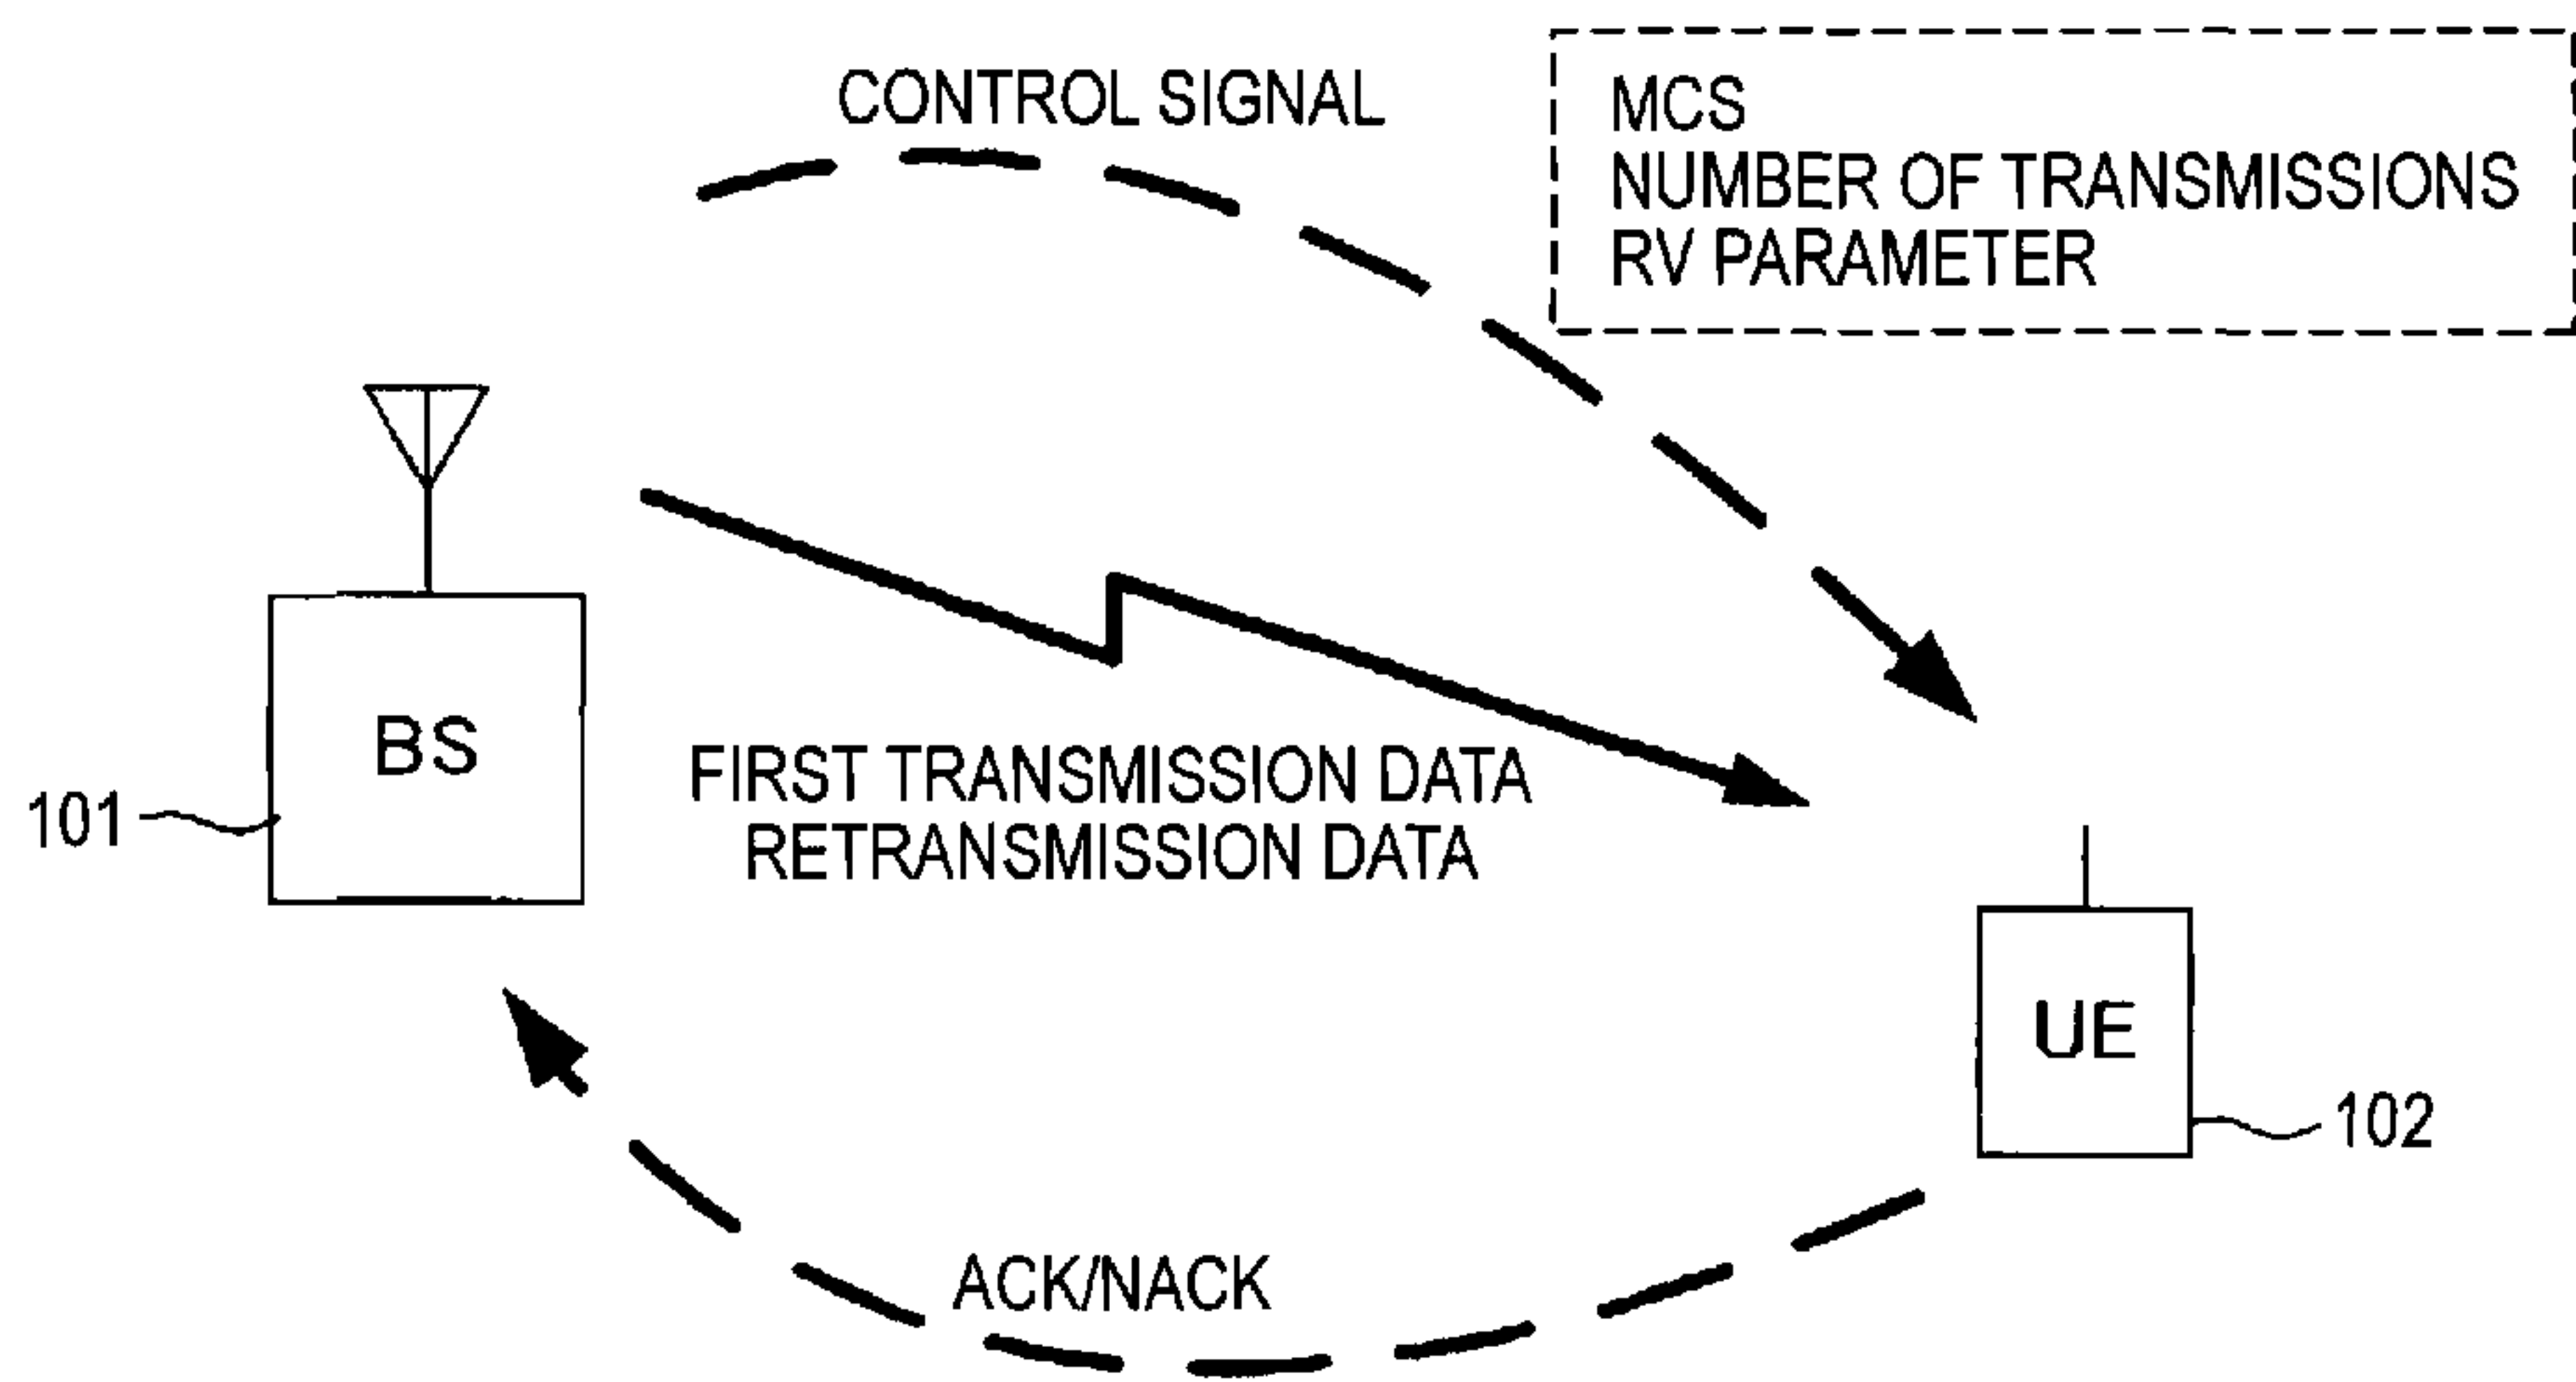 CONTROL SIGNAL
MCS
NUMBER OF TRANSMISSIONS
RV PARAMETER
BS
101
FIRST TRANSMISSION DATA
RETRANSMISSION DATA
UE
102
ACK/NACK